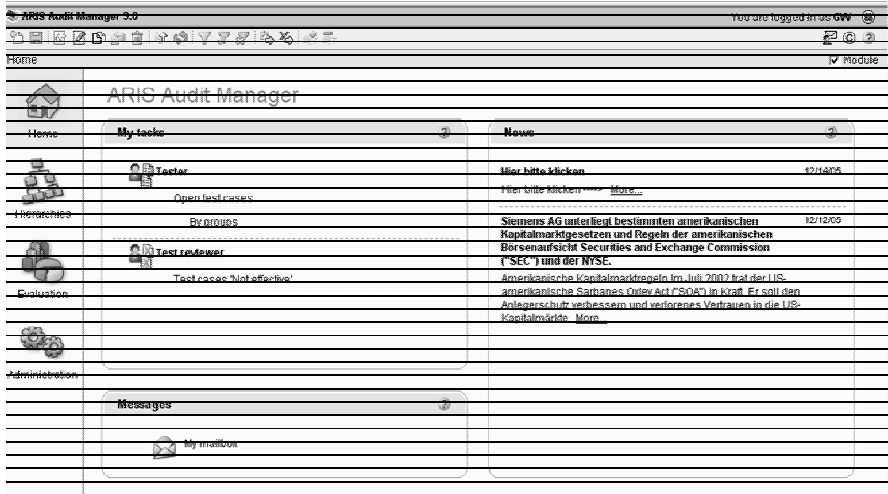 ARIS Audit Manager 3.0
You are logged in as GW
Home
Module
ARIS Audit Manager
Home
Hierarchies
Evaluation
Administration
My tasks
Tester
Open test cases
By groups
Test reviewer
Test cases 'Not effective'
Messages
My mailbox
News
Hier bitte klicken 12/14/05
Hier bitte klicken -----> More...
Siemens AG unterliegt bestimmten amerikanischen 12/12/05
Kapitalmarktgesetzen und Regeln der amerikanischen
Börsenaufsicht Securities and Exchange Commission
("SEC") und der NYSE.
Amerikanische Kapitalmarktregeln Im Juli 2002 trat der US-
amerikanische Sarbanes Oxley Act ("SOA") in Kraft. Er soll den
Anlegerschutz verbessern und verlorenes Vertrauen in die US-
Kapitalmärkte More...